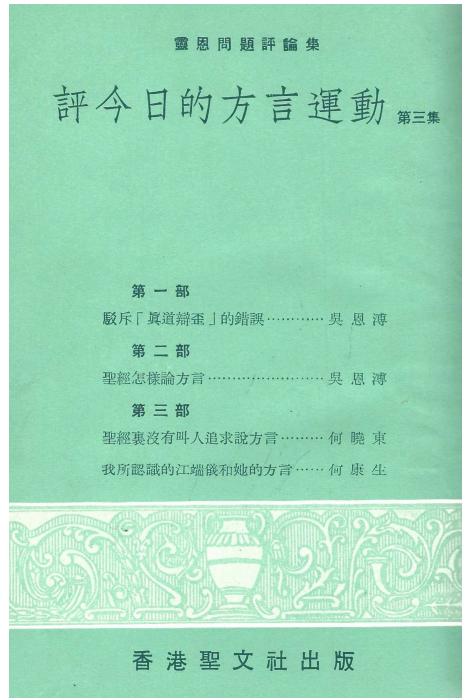 靈恩問題評論集
評今日的方言運動 第三集
第一部
駁斥「眞道辯歪」的錯誤············吳恩溥
第二部
聖經怎樣論方言························吳恩溥
第三部
聖經裏沒有叫人追求說方言·········何曉東
我所認識的江端儀和她的方言······何康生
香港聖文社出版